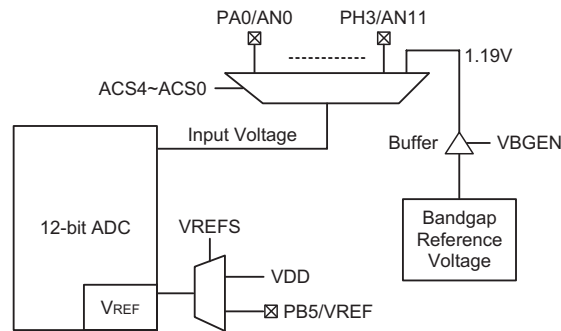 PA0/AN0
PH3/AN11
1.19V
ACS4~ACS0
Input Voltage
Buffer
VBGEN
12-bit ADC
Bandgap
Reference
Voltage
VREFS
VDD
VREF
PB5/VREF